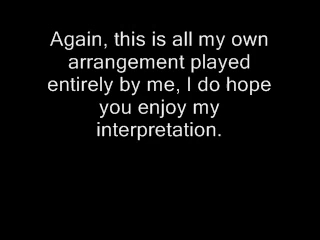 Again, this is all my own
arrangement played
entirely by me, I do hope
you enjoy my
interpretation.